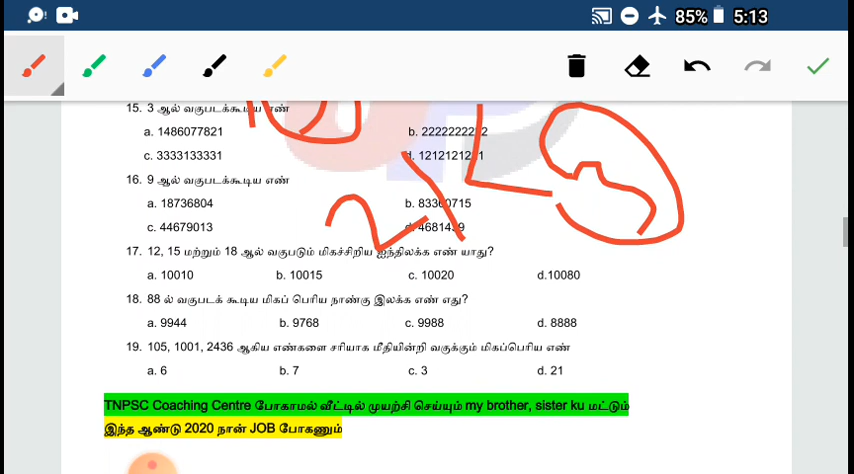 85% 5:13
15. 3 ஆல் வகுபடக்கூடிய எண்
a. 1486077821
c. 3333133331
16. 9 ஆல் வகுபடக்கூடிய எண்
a. 18736804 b. 83360715
c. 44679013
17. 12, 15 மற்றும் 18 ஆல் வகுபடும் மிகச்சிறிய ஐந்திலக்க எண் யாது?
a. 10010 b. 10015 c. 10020 d.10080
18. 88 ல் வகுபடக் கூடிய மிகப் பெரிய நான்கு இலக்க எண் எது?
a. 9944 b. 9768 c. 9988 d. 8888
19. 105, 1001, 2436 ஆகிய எண்களை சரியாக மீதியின்றி வகுக்கும் மிகப்பெரிய எண்
a. 6 b. 7 c. 3 d. 21
TNPSC Coaching Centre போகாமல் வீட்டில் முயற்சி செய்யும் my brother, sister ku மட்டும்
இந்த ஆண்டு 2020 நான் JOB போகணும்